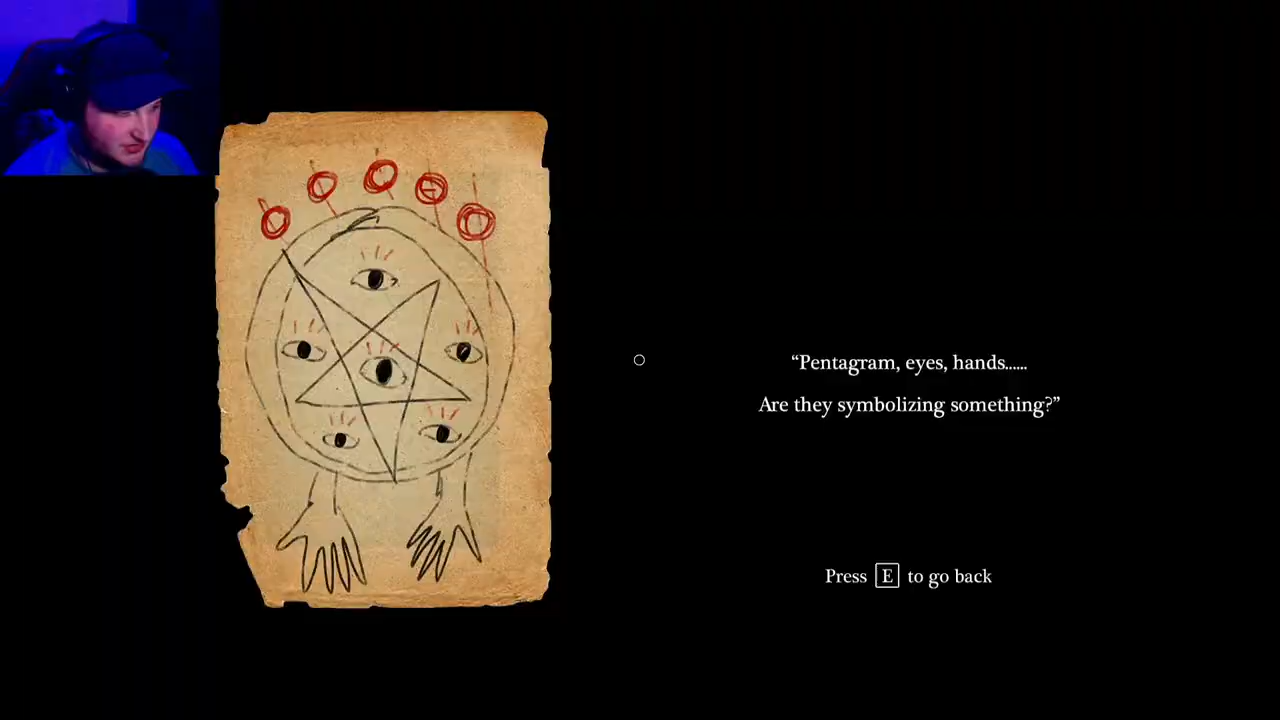 “Pentagram, eyes, hands......
Are they symbolizing something?”
Press E to go back